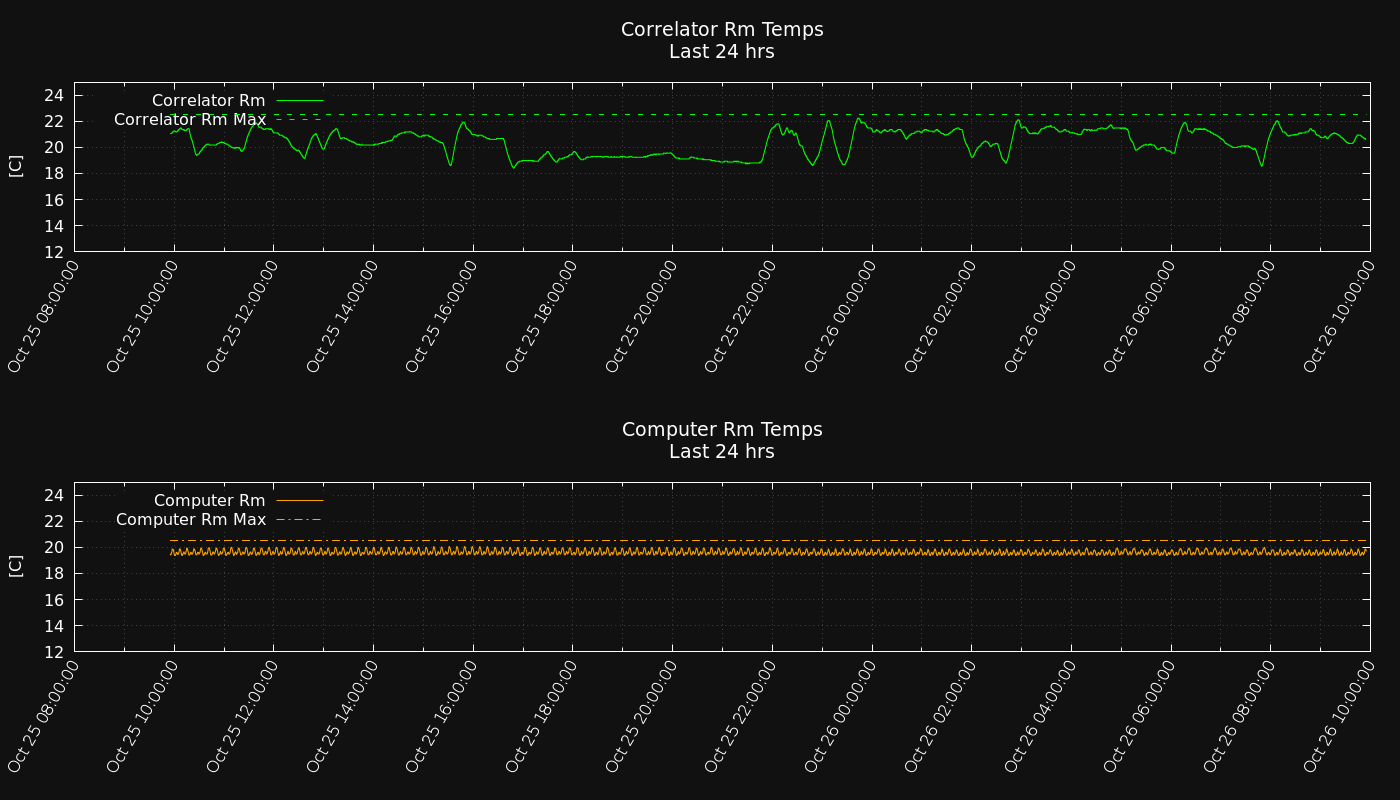 Correlator Rm Temps
Last 24 hrs
Correlator Rm
Correlator Rm Max
[C]
24
22
20
18
16
14
12
Oct 25 08:00:00
Oct 25 10:00:00
Oct 25 12:00:00
Oct 25 14:00:00
Oct 25 16:00:00
Oct 25 18:00:00
Oct 25 20:00:00
Oct 25 22:00:00
Oct 26 00:00:00
Oct 26 02:00:00
Oct 26 04:00:00
Oct 26 06:00:00
Oct 26 08:00:00
Oct 26 10:00:00
Computer Rm Temps
Last 24 hrs
Computer Rm
Computer Rm Max
[C]
24
22
20
18
16
14
12
Oct 25 08:00:00
Oct 25 10:00:00
Oct 25 12:00:00
Oct 25 14:00:00
Oct 25 16:00:00
Oct 25 18:00:00
Oct 25 20:00:00
Oct 25 22:00:00
Oct 26 00:00:00
Oct 26 02:00:00
Oct 26 04:00:00
Oct 26 06:00:00
Oct 26 08:00:00
Oct 26 10:00:00